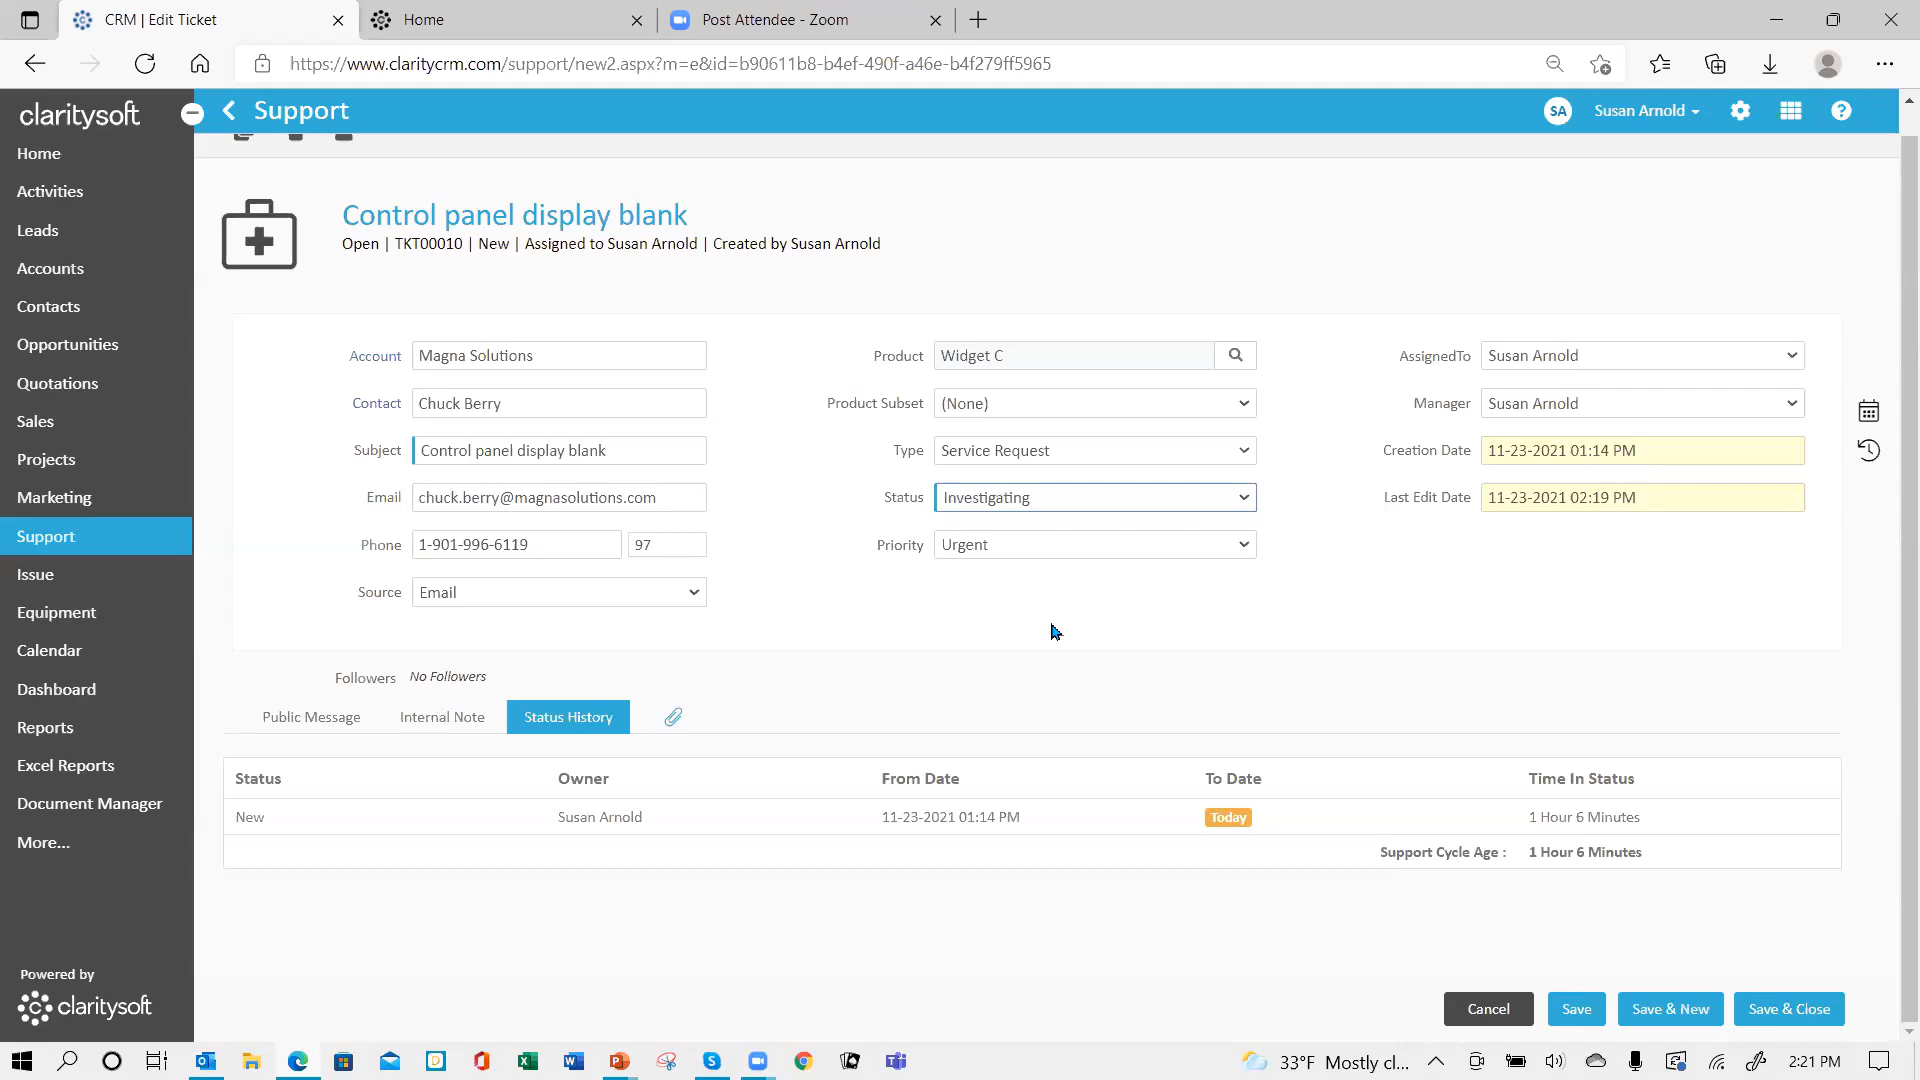 CRM | Edit Ticket
Home
Post Attendee - Zoom
https://www.claritycrm.com/support/new2.aspx?m=e&id=b90611b8-b4ef-490f-a46e-b4f279ff5965
claritysoft
Support
SA
Susan Arnold
Home
Activities
Leads
Accounts
Contacts
Opportunities
Quotations
Sales
Projects
Marketing
Support
Issue
Equipment
Calendar
Dashboard
Reports
Excel Reports
Document Manager
More...
Powered by
claritysoft
Control panel display blank
Open | TKT00010 | New | Assigned to Susan Arnold | Created by Susan Arnold
Account Magna Solutions
Contact Chuck Berry
Subject Control panel display blank
Email chuck.berry@magnasolutions.com
Phone 1-901-996-6119 97
Source Email
Product Widget C
Product Subset (None)
Type Service Request
Status Investigating
Priority Urgent
AssignedTo Susan Arnold
Manager Susan Arnold
Creation Date 11-23-2021 01:14 PM
Last Edit Date 11-23-2021 02:19 PM
Followers No Followers
Public Message Internal Note Status History
Status Owner From Date To Date Time In Status
New Susan Arnold 11-23-2021 01:14 PM Today 1 Hour 6 Minutes
Support Cycle Age : 1 Hour 6 Minutes
Cancel Save Save & New Save & Close
33°F Mostly cl... 2:21 PM